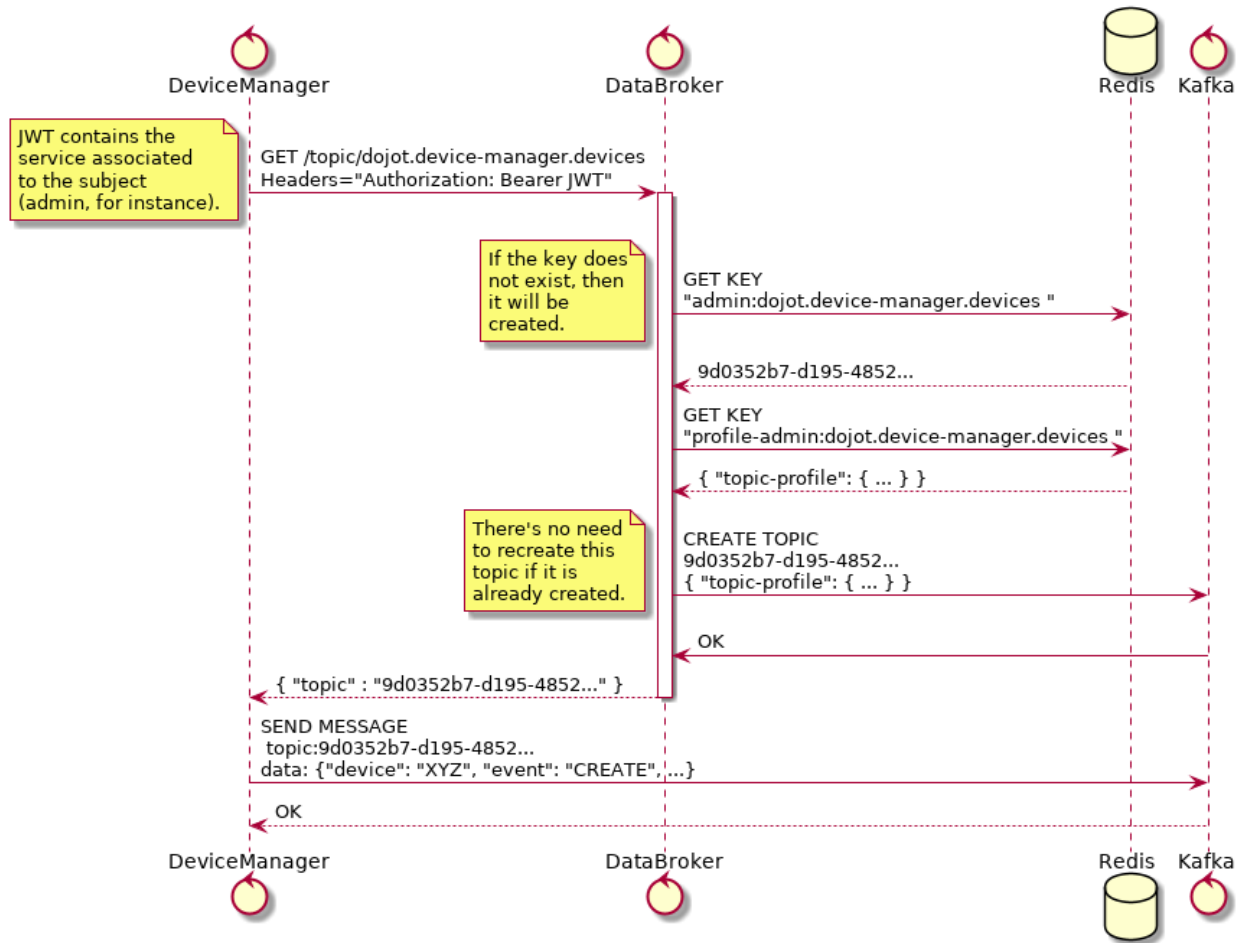 DeviceManager
DataBroker
Redis
Kafka
JWT contains the
service associated
to the subject
(admin, for instance).
GET /topic/dojot.device-manager.devices
Headers="Authorization: Bearer JWT"
If the key does
not exist, then
it will be
created.
GET KEY
"admin:dojot.device-manager.devices "
9d0352b7-d195-4852...
GET KEY
"profile-admin:dojot.device-manager.devices "
{ "topic-profile": { ... } }
There's no need
to recreate this
topic if it is
already created.
CREATE TOPIC
9d0352b7-d195-4852...
{ "topic-profile": { ... } }
OK
{ "topic" : "9d0352b7-d195-4852..." }
SEND MESSAGE
topic:9d0352b7-d195-4852...
data: {"device": "XYZ", "event": "CREATE", ...}
OK
DeviceManager
DataBroker
Redis
Kafka